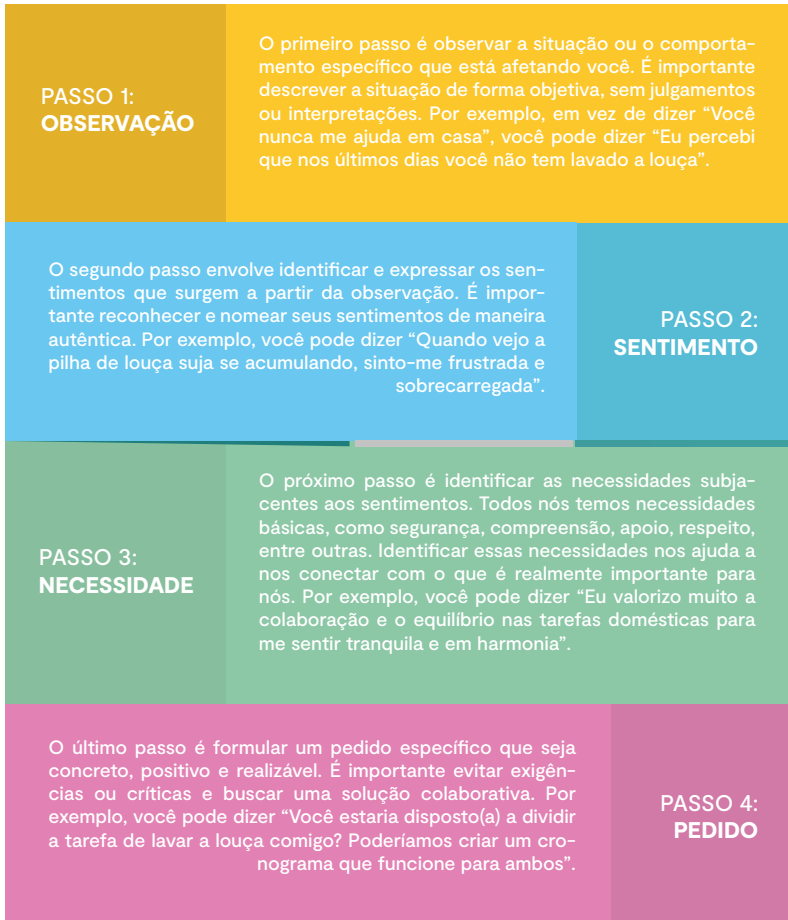 PASSO 1:
OBSERVAÇÃO
O primeiro passo é observar a situação ou o comporta-
mento específico que está afetando você. É importante
descrever a situação de forma objetiva, sem julgamentos
ou interpretações. Por exemplo, em vez de dizer “Você
nunca me ajuda em casa”, você pode dizer “Eu percebi
que nos últimos dias você não tem lavado a louça”.
O segundo passo envolve identificar e expressar os sen-
timentos que surgem a partir da observação. É impor-
tante reconhecer e nomear seus sentimentos de maneira
autêntica. Por exemplo, você pode dizer “Quando vejo a
pilha de louça suja se acumulando, sinto-me frustrada e
sobrecarregada”.
PASSO 2:
SENTIMENTO
PASSO 3:
NECESSIDADE
O próximo passo é identificar as necessidades subja-
centes aos sentimentos. Todos nós temos necessidades
básicas, como segurança, compreensão, apoio, respeito,
entre outras. Identificar essas necessidades nos ajuda a
nos conectar com o que é realmente importante para
nós. Por exemplo, você pode dizer “Eu valorizo muito a
colaboração e o equilíbrio nas tarefas domésticas para
me sentir tranquila e em harmonia”.
O último passo é formular um pedido específico que seja
concreto, positivo e realizável. É importante evitar exigên-
cias ou críticas e buscar uma solução colaborativa. Por
exemplo, você pode dizer “Você estaria disposto(a) a dividir
a tarefa de lavar a louça comigo? Poderíamos criar um cro-
nograma que funcione para ambos”.
PASSO 4:
PEDIDO